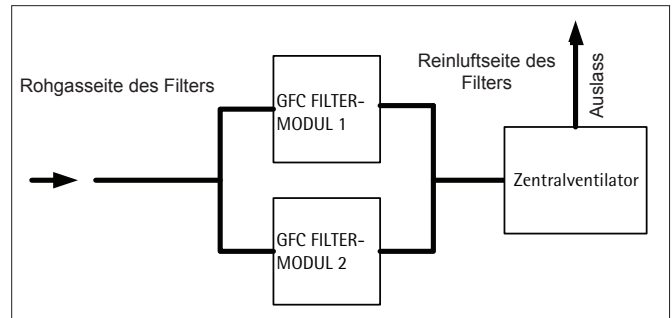 Rohgasseite des Filters
GFC FILTER-
MODUL 1
GFC FILTER-
MODUL 2
Reinluftseite des
Filters
Auslass
Zentralventilator